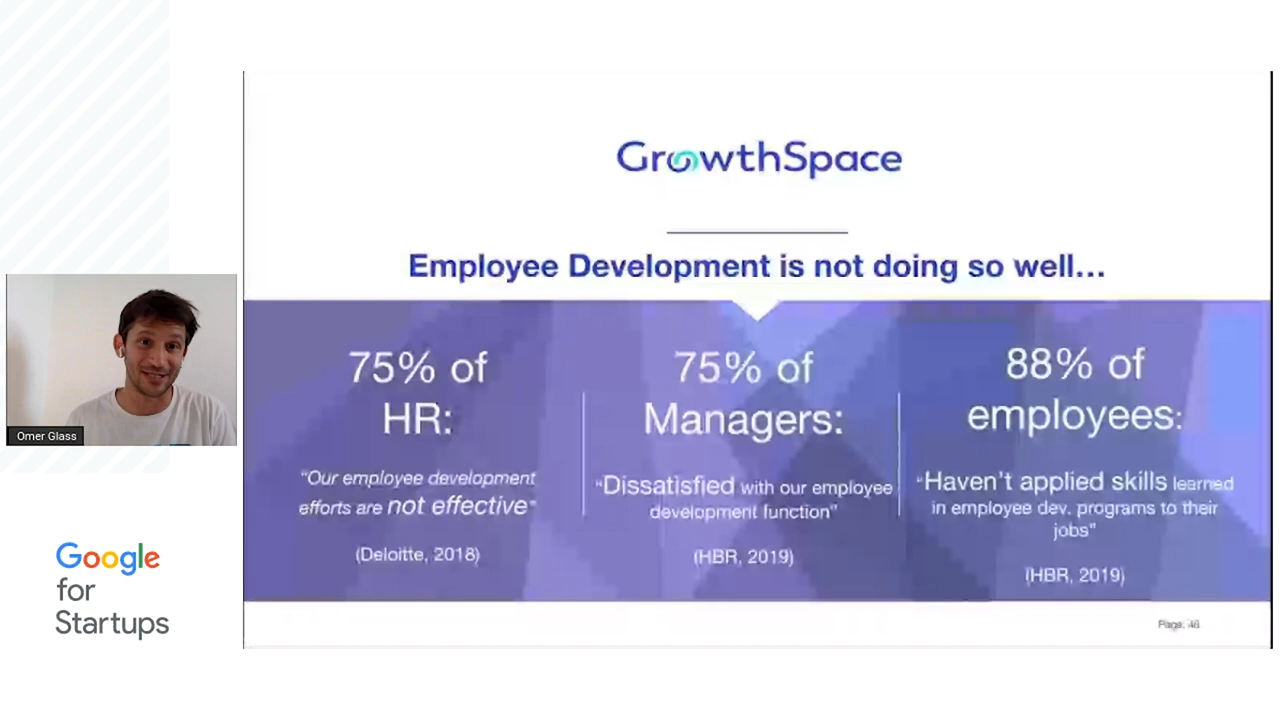 GrowthSpace
Employee Development is not doing so well...
75% of
HR:
"Our employee development
efforts are not effective"
(Deloitte, 2018)
75% of
Managers:
"Dissatisfied with our employee
development function"
(HBR, 2019)
88% of
employees:
"Haven't applied skills learned
in employee dev. programs to their
jobs"
(HBR, 2019)
Page:
Omer Glass
Google
for
Startups